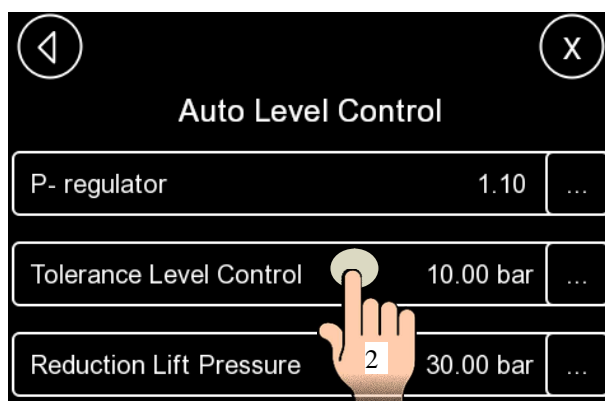 X
Auto Level Control
P- regulator 1.10 ...
Tolerance Level Control 10.00 bar ...
Reduction Lift Pressure 2 30.00 bar ...